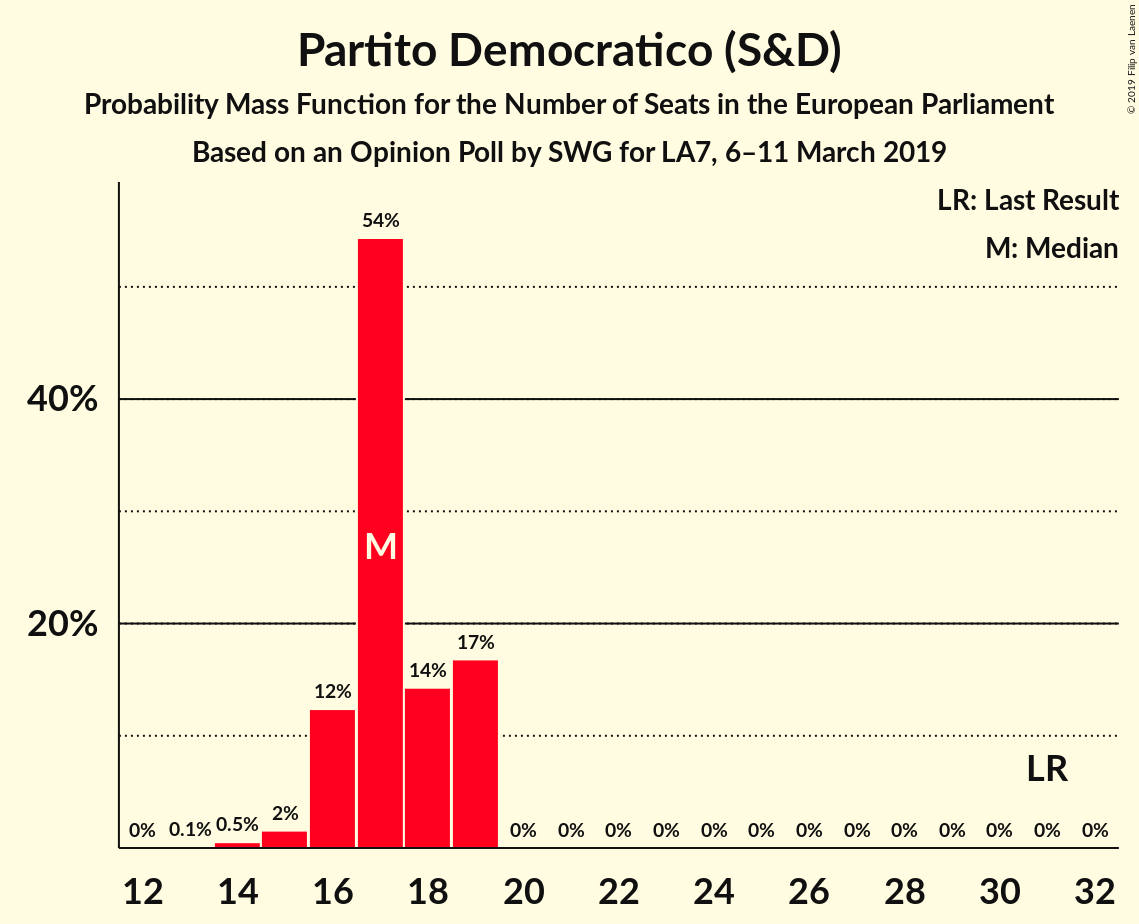 Partito Democratico (S&D)
Probability Mass Function for the Number of Seats in the European Parliament
Based on an Opinion Poll by SWG for LA7, 6–11 March 2019
© 2019 Filip van Laenen
LR: Last Result
M: Median
54%
40%
M
20%
17%
14%
12%
LR
0% 0.1% 0.5% 2% 0% 0% 0% 0% 0% 0% 0% 0% 0% 0% 0% 0% 0%
12 14 16 18 20 22 24 26 28 30 32